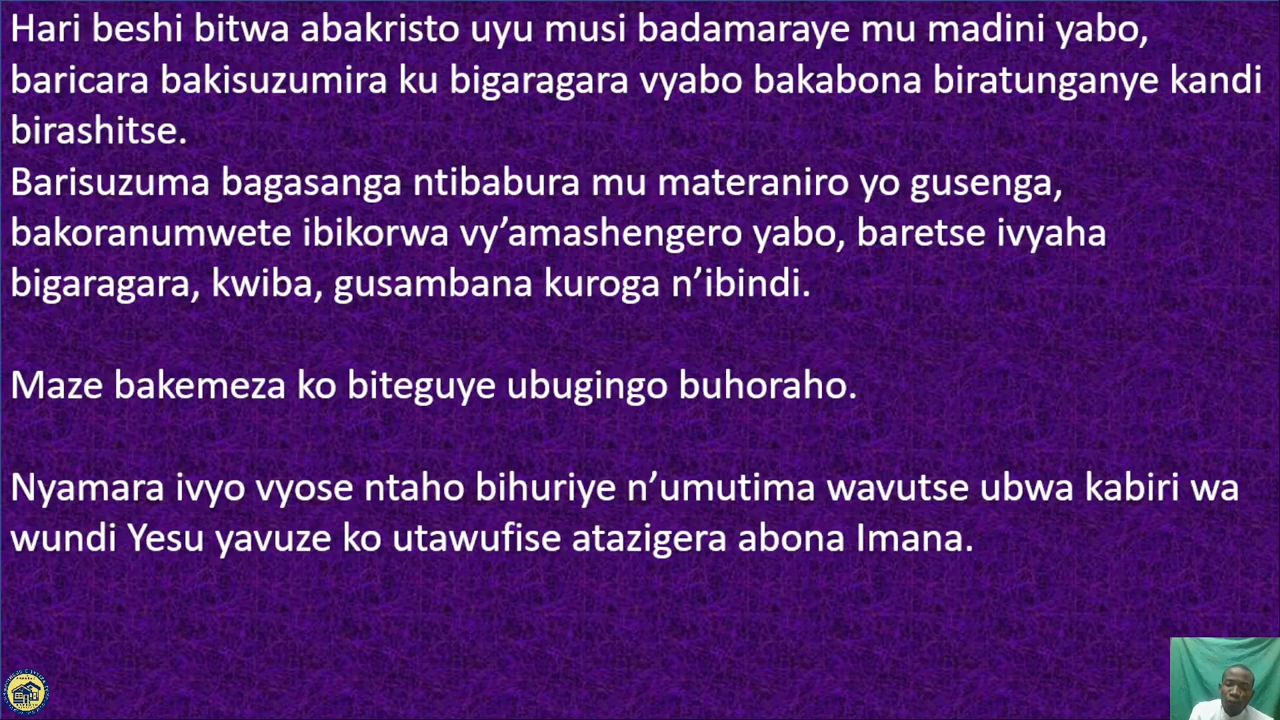 Hari beshi bitwa abakristo uyu musi badamaraye mu madini yabo,
baricara bakisuzumira ku bigaragara vyabo bakabona biratunganye kandi
birashitse.
Barisuzuma bagasanga ntibabura mu materaniro yo gusenga,
bakoranumwete ibikorwa vy’amashengero yabo, baretse ivyaha
bigaragara, kwiba, gusambana kuroga n’ibindi.
Maze bakemeza ko biteguye ubugingo buhoraho.
Nyamara ivyo vyose ntaho bihuriye n’umutima wavutse ubwa kabiri wa
wundi Yesu yavuze ko utawufise atazigera abona Imana.